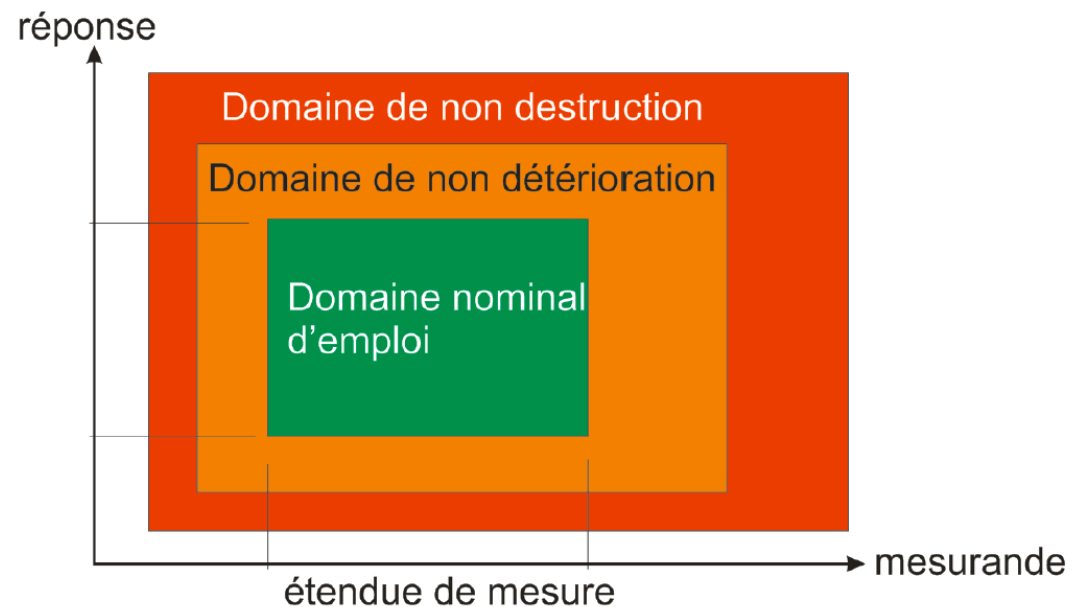 réponse
Domaine de non destruction
Domaine de non détérioration
Domaine nominal
d’emploi
mesurande
étendue de mesure